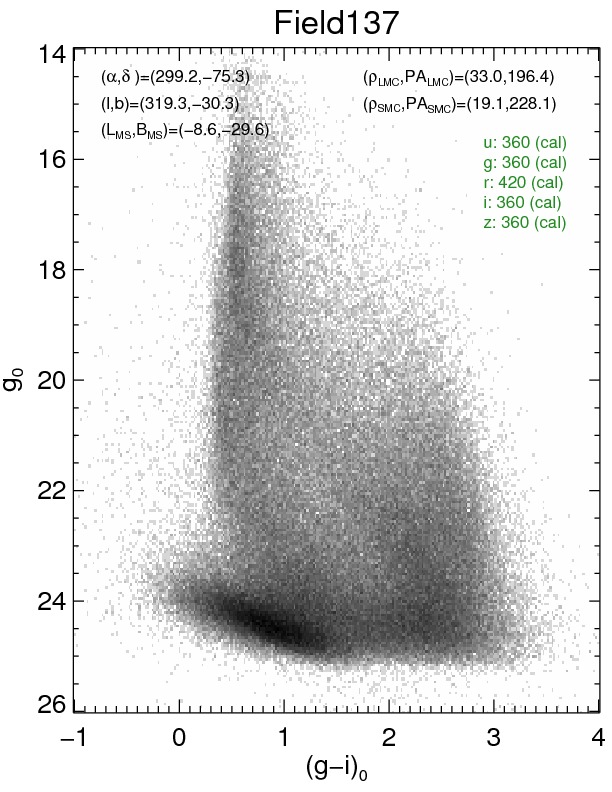 Field137
14
(α,δ)=(299.2,−75.3)
(ρLMC,PALMC)=(33.0,196.4)
(l,b)=(319.3,−30.3)
(ρSMC,PASMC)=(19.1,228.1)
(LMS,BMS)=(−8.6,−29.6)
u: 360 (cal)
g: 360 (cal)
r: 420 (cal)
i: 360 (cal)
z: 360 (cal)
16
18
20
22
24
26
g0
−1 0 1 2 3 4
(g−i)0